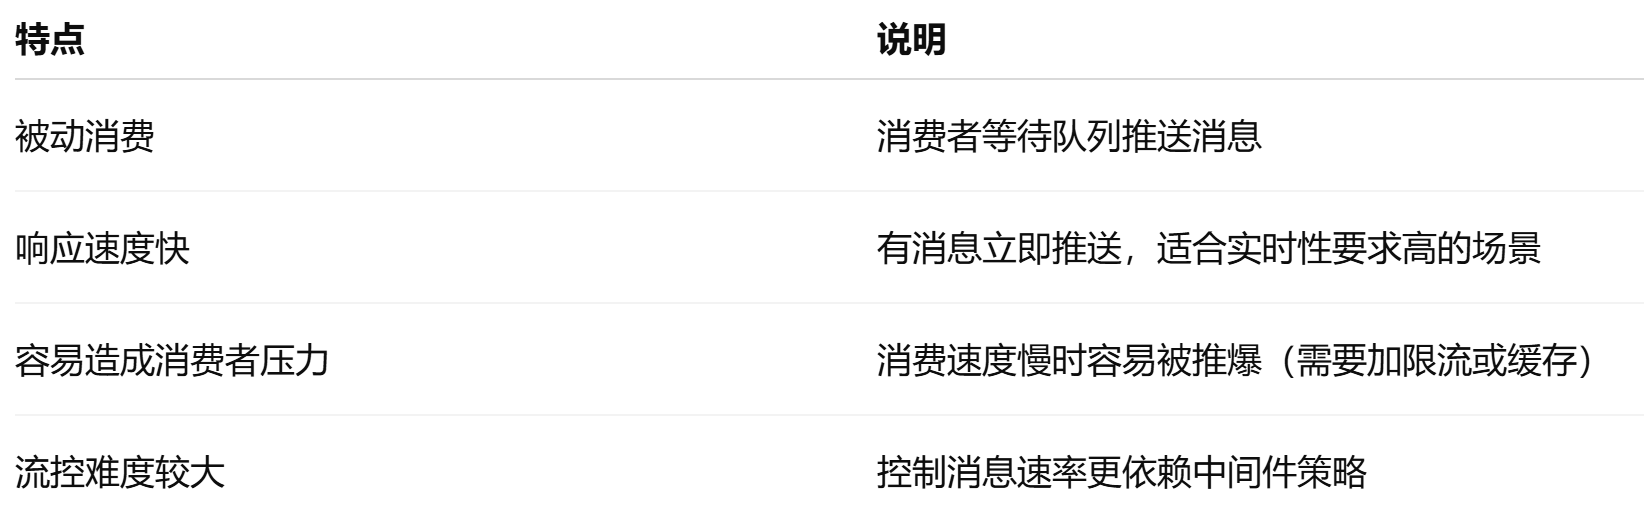 特点 说明
被动消费 消费者等待队列推送消息
响应速度快 有消息立即推送，适合实时性要求高的场景
容易造成消费者压力 消费速度慢时容易被推爆（需要加限流或缓存）
流控难度较大 控制消息速率更依赖中间件策略